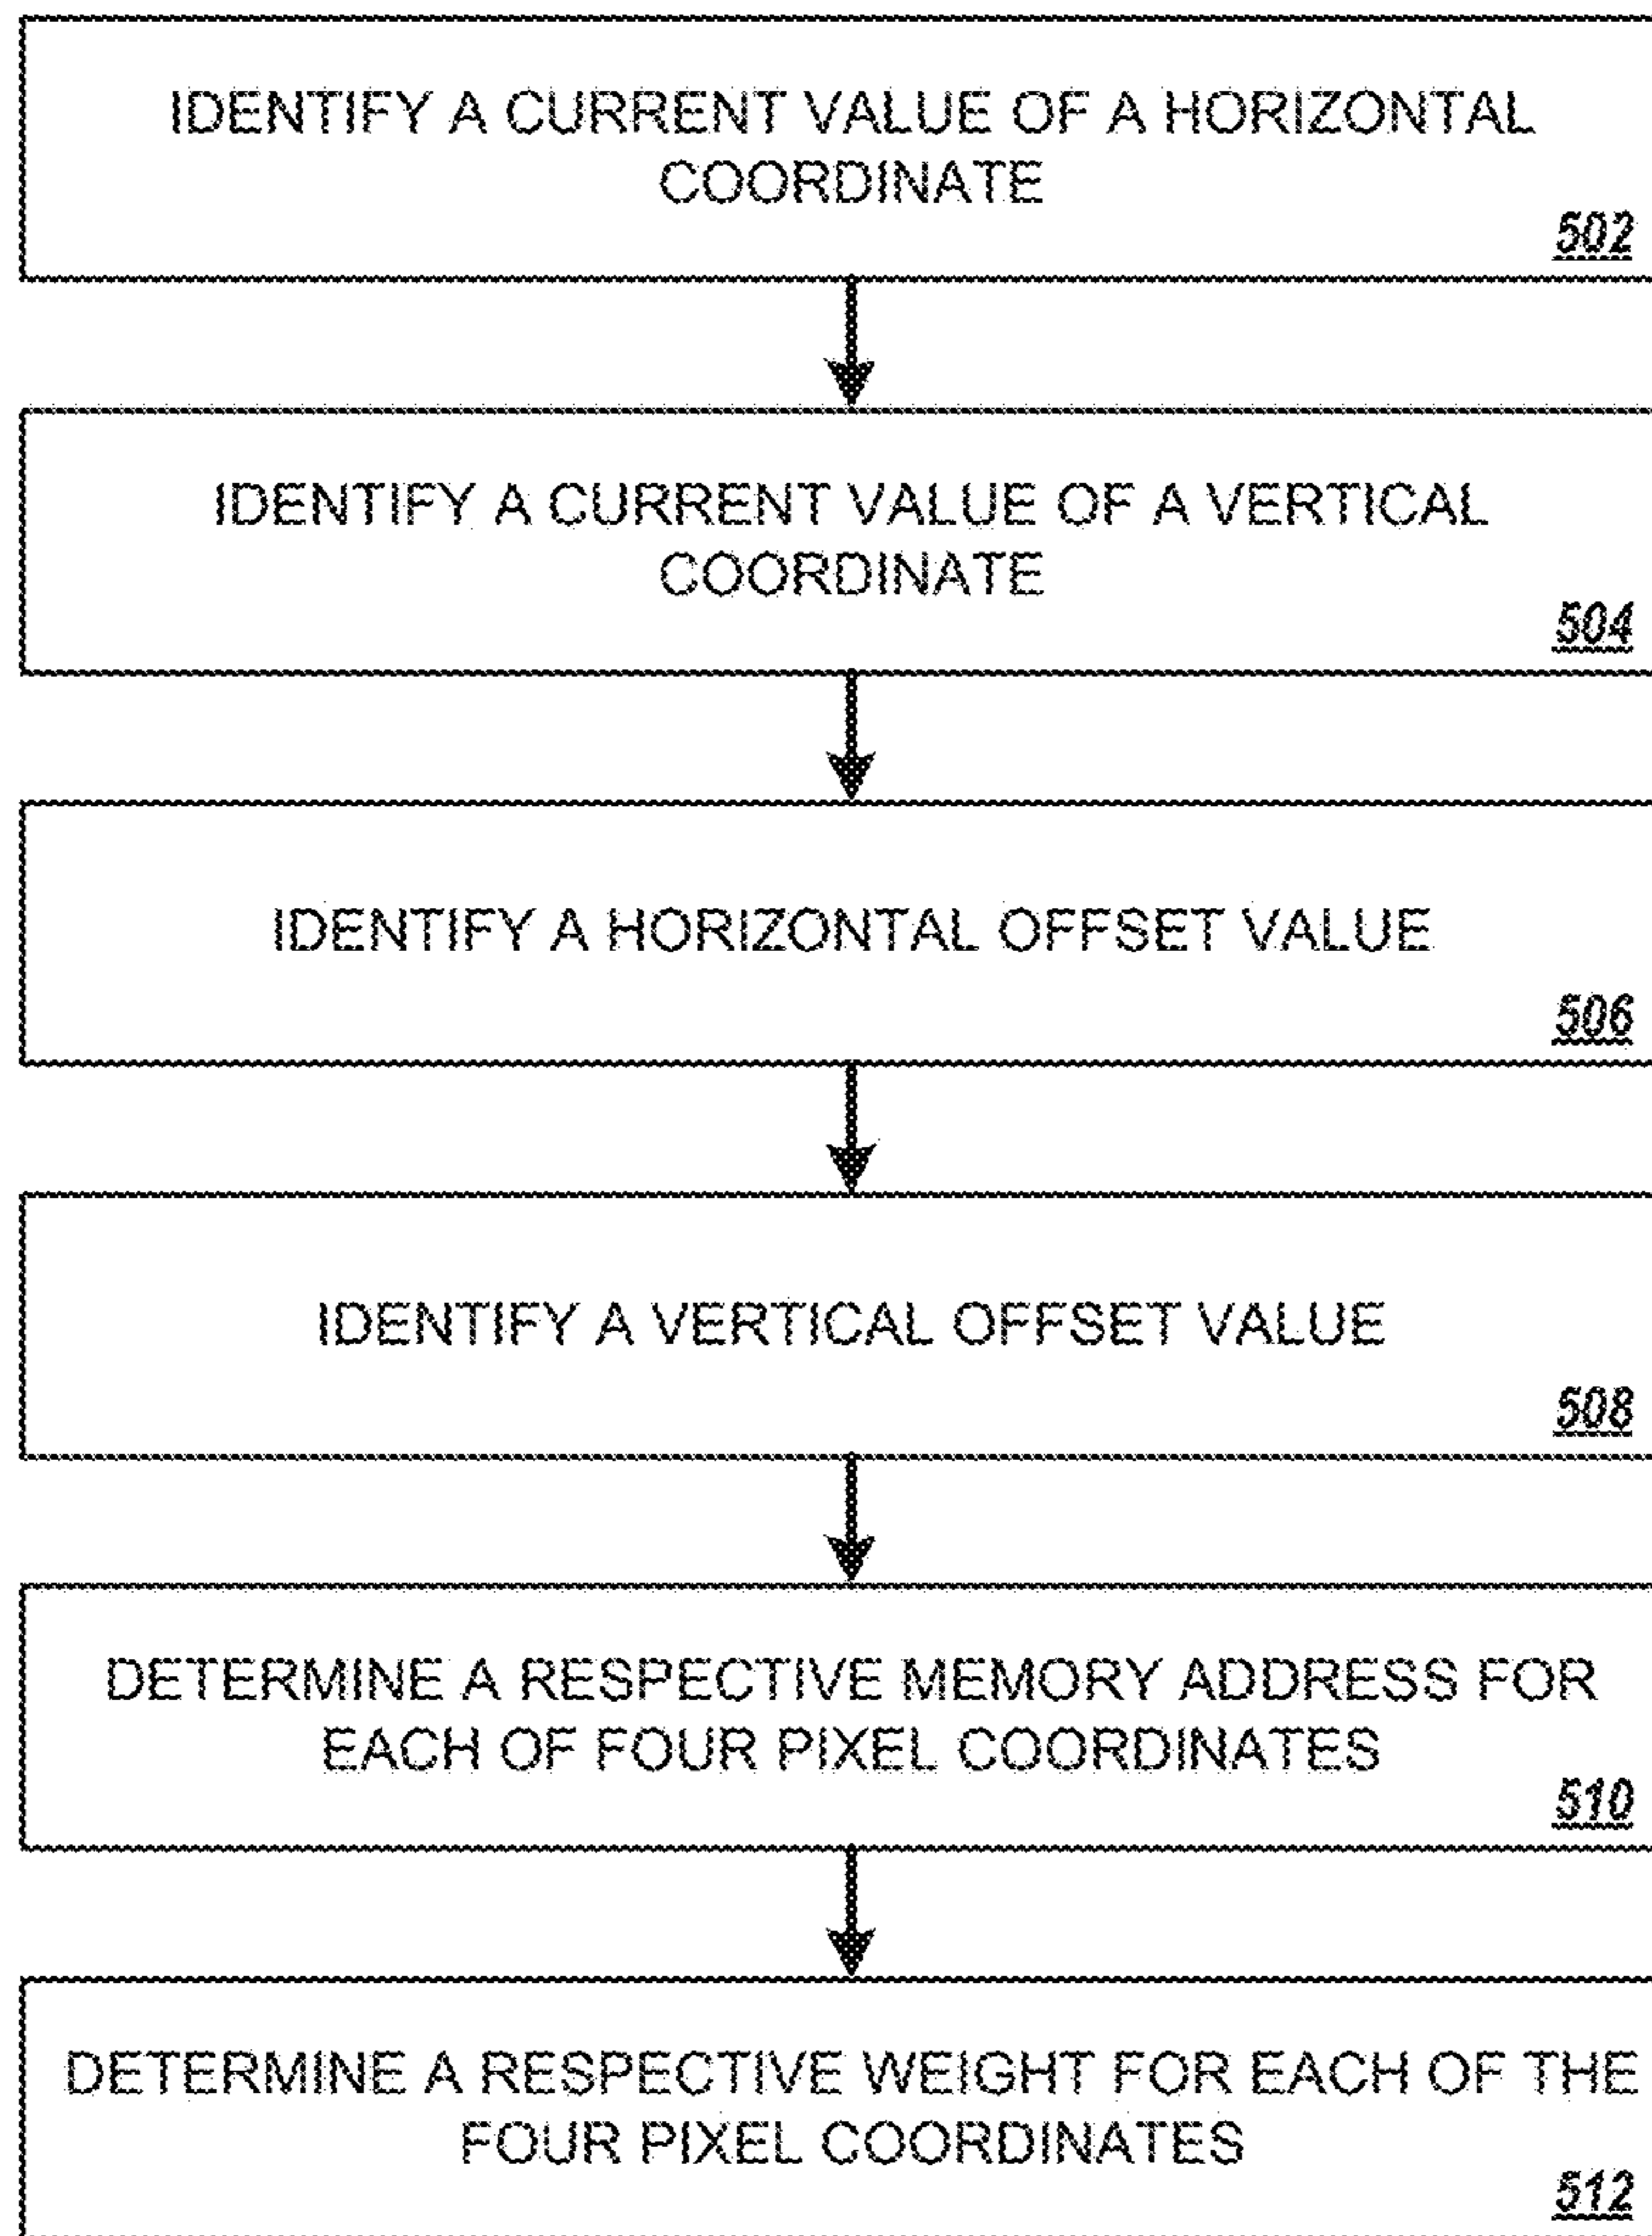 IDENTIFY A CURRENT VALUE OF A HORIZONTAL
COORDINATE
502
IDENTIFY A CURRENT VALUE OF A VERTICAL
COORDINATE
504
IDENTIFY A HORIZONTAL OFFSET VALUE
506
IDENTIFY A VERTICAL OFFSET VALUE
508
DETERMINE A RESPECTIVE MEMORY ADDRESS FOR
EACH OF FOUR PIXEL COORDINATES
510
DETERMINE A RESPECTIVE WEIGHT FOR EACH OF THE
FOUR PIXEL COORDINATES
512